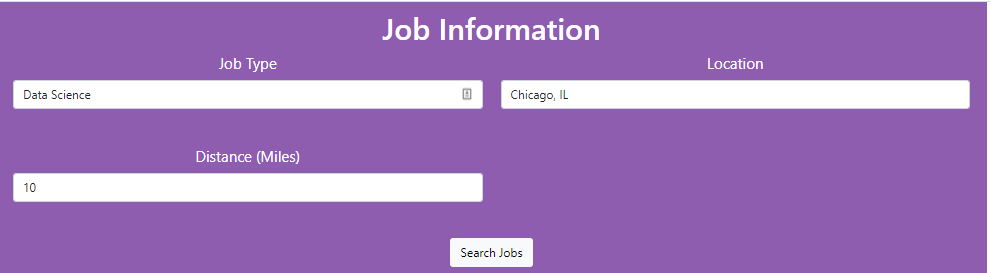 Job Information
Job Type
Location
Data Science
Chicago, IL
Distance (Miles)
10
Search Jobs